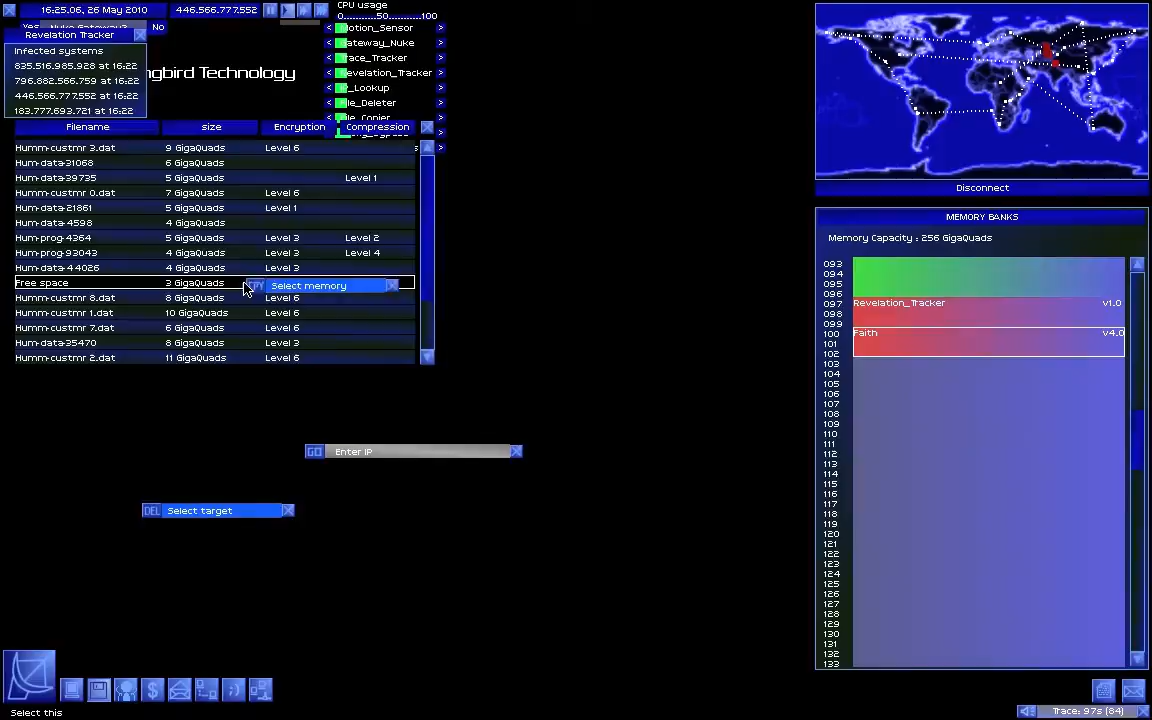 16:25.06, 26 May 2010
446.566.777.552
CPU usage
0........50........100
Yes
Nuke Gateway?
No
Revelation Tracker
Infected systems
835.516.985.928 at 16:22
796.882.566.759 at 16:22
446.566.777.552 at 16:22
183.777.693.721 at 16:22
ngbird Technology
< otion_Sensor >
< ateway_Nuke >
< race_Tracker >
< evelation_Tracker >
< P_Lookup >
< ile_Deleter >
< ile_Copier >
Filename size Encryption Compression
Humm-custmr 3.dat 9 GigaQuads Level 6
Hum-data-31068 6 GigaQuads
Hum-data-39735 5 GigaQuads Level 1
Humm-custmr 0.dat 7 GigaQuads Level 6
Hum-data-21861 5 GigaQuads Level 1
Hum-data-4598 4 GigaQuads
Hum-prog-4364 5 GigaQuads Level 3 Level 2
Hum-prog-93043 4 GigaQuads Level 3 Level 4
Hum-data-44026 4 GigaQuads Level 3
Free space 3 GigaQuads
CPY Select memory
Humm-custmr 8.dat 8 GigaQuads Level 6
Humm-custmr 1.dat 10 GigaQuads Level 6
Humm-custmr 7.dat 6 GigaQuads Level 6
Hum-data-35470 8 GigaQuads Level 3
Humm-custmr 2.dat 11 GigaQuads Level 6
GO Enter IP
DEL Select target
Select this
Disconnect
MEMORY BANKS
Memory Capacity : 256 GigaQuads
093
094
095
096
097 Revelation_Tracker v1.0
098
099
100 Faith v4.0
101
102
103
104
105
106
107
108
109
110
111
112
113
114
115
116
117
118
119
120
121
122
123
124
125
126
127
128
129
130
131
132
133
Trace: 97s (84)